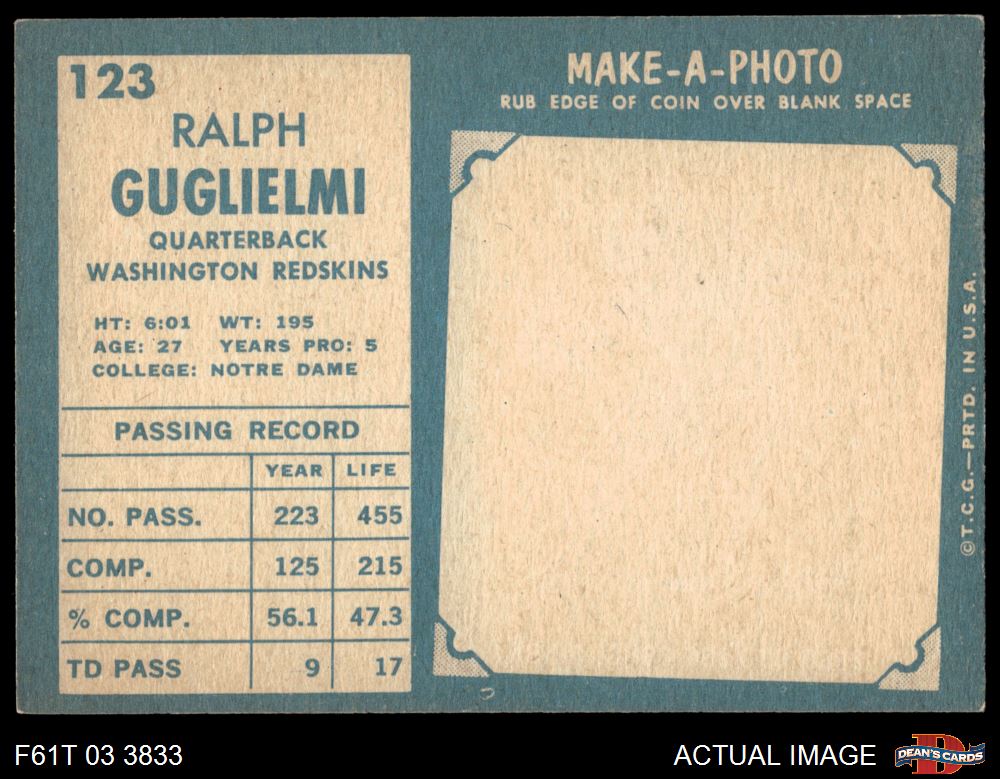 123
RALPH
GUGLIELMI
QUARTERBACK
WASHINGTON REDSKINS
HT: 6:01 WT: 195
AGE: 27 YEARS PRO: 5
COLLEGE: NOTRE DAME
PASSING RECORD
YEAR LIFE
NO. PASS. 223 455
COMP. 125 215
% COMP. 56.1 47.3
TD PASS 9 17
MAKE-A-PHOTO
RUB EDGE OF COIN OVER BLANK SPACE
© T.C.G.—PRTD. IN U.S.A.
F61T 03 3833
ACTUAL IMAGE
D
DEAN'S CARDS